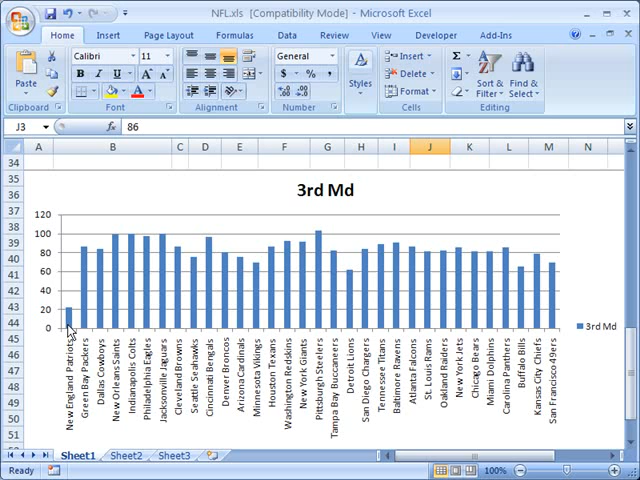 NFL.xls [Compatibility Mode] - Microsoft Excel
Home Insert Page Layout Formulas Data Review View Developer Add-Ins
Paste
Clipboard
Calibri 11
B I U A A
A
Font
Alignment
General
$ % ,
.0 .00 .00 .0
Number
A
Styles
Insert
Delete
Format
Cells
Σ
Sort & Filter
Find & Select
Editing
J3 fx 86
A B C D E F G H I J K L M N
34
35
36
37
38
39
40
41
42
43
44
45
46
47
48
49
50
51
3rd Md
120
100
80
60
40
20
0
New England Patriots
Green Bay Packers
Dallas Cowboys
New Orleans Saints
Indianapolis Colts
Philadelphia Eagles
Jacksonville Jaguars
Cleveland Browns
Seattle Seahawks
Cincinnati Bengals
Denver Broncos
Arizona Cardinals
Minnesota Vikings
Houston Texans
Washington Redskins
New York Giants
Pittsburgh Steelers
Tampa Bay Buccaneers
Detroit Lions
San Diego Chargers
Tennessee Titans
Baltimore Ravens
Atlanta Falcons
St. Louis Rams
Oakland Raiders
New York Jets
Chicago Bears
Miami Dolphins
Carolina Panthers
Buffalo Bills
Kansas City Chiefs
San Francisco 49ers
3rd Md
Sheet1 Sheet2 Sheet3
Ready 100%